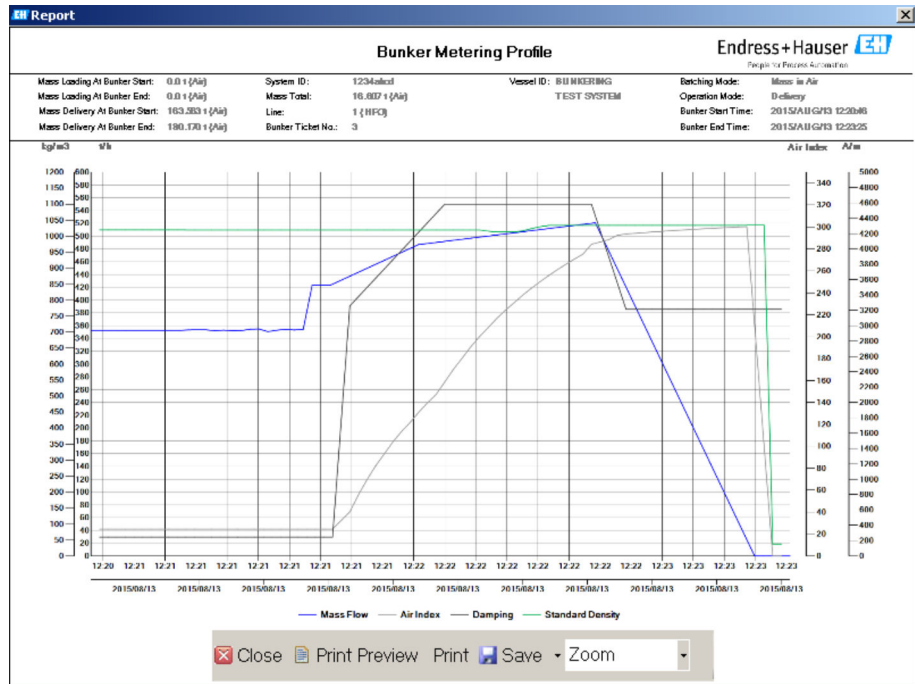 EH Report
Bunker Metering Profile
Endress+Hauser EH
People for Process Automation
Mass Loading At Bunker Start: 0.0 t (Air) System ID: 1234abcd Vessel ID: BUNKERING Batching Mode: Mass in Air
Mass Loading At Bunker End: 0.0 t (Air) Mass Total: 16.607 t (Air) TEST SYSTEM Operation Mode: Delivery
Mass Delivery At Bunker Start: 163.563 t (Air) Line: 1 (HFO) Bunker Start Time: 2015/AUG/13 12:20:46
Mass Delivery At Bunker End: 180.170 t (Air) Bunker Ticket No.: 3 Bunker End Time: 2015/AUG/13 12:23:25
kg/m3 t/h Air Index A/m
1200 600 5000
1150 580 340 4800
1100 560 4600
1050 540 320 4400
1000 520 300 4200
950 500 280 4000
900 480 3800
850 460 260 3600
800 440 240 3400
750 420 3200
700 400 220 3000
650 380 200 2800
600 360 2600
550 340 180 2400
500 320 160 2200
450 300 2000
400 280 140 1800
350 260 120 1600
300 240 1400
250 220 100 1200
200 200 80 1000
150 180 800
100 160 60 600
50 140 40 400
0 120 20 200
100 0 0
80
60
40
20
0
12:20 12:21 12:21 12:21 12:21 12:21 12:21 12:21 12:22 12:22 12:22 12:22 12:22 12:22 12:22 12:22 12:22 12:23 12:23 12:23 12:23 12:23 12:23
2015/08/13 2015/08/13 2015/08/13 2015/08/13 2015/08/13 2015/08/13 2015/08/13 2015/08/13 2015/08/13 2015/08/13 2015/08/13
Mass Flow Air Index Damping Standard Density
Close Print Preview Print Save Zoom